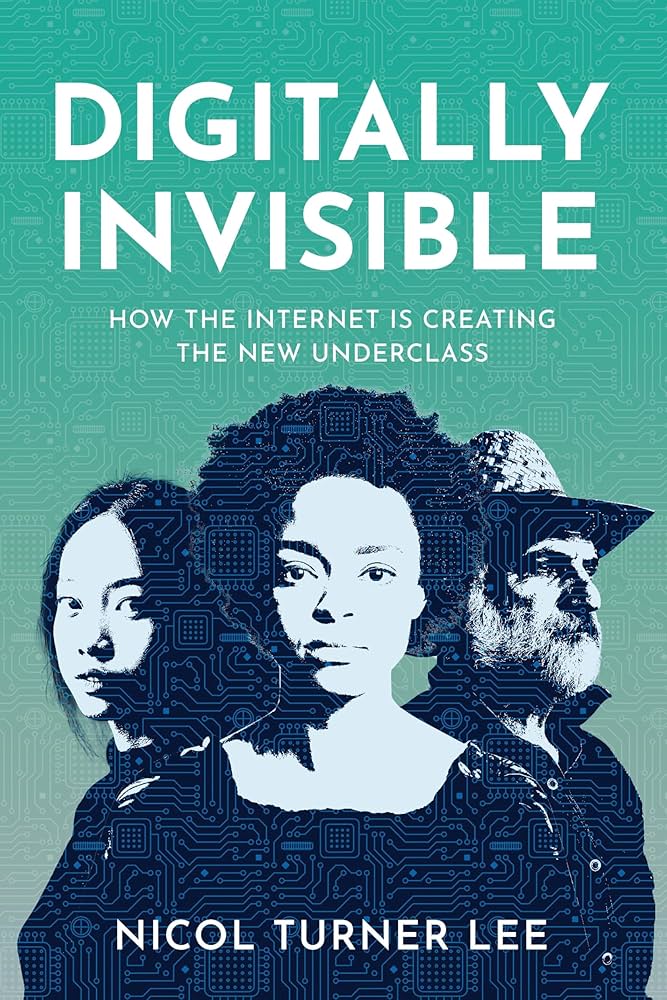 DIGITALLY
INVISIBLE
HOW THE INTERNET IS CREATING
THE NEW UNDERCLASS
NICOL TURNER LEE